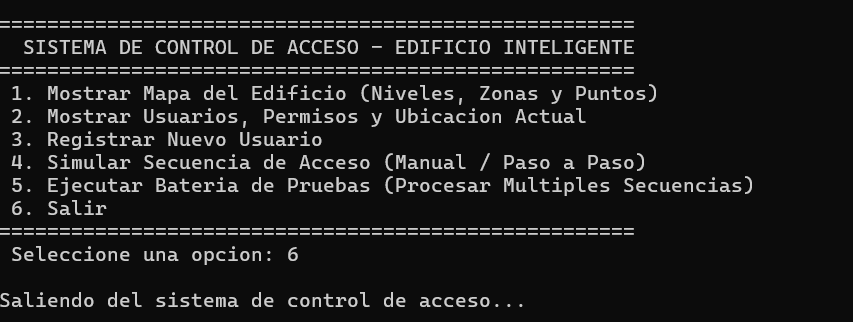 =====================================================
SISTEMA DE CONTROL DE ACCESO - EDIFICIO INTELIGENTE
=====================================================
1. Mostrar Mapa del Edificio (Niveles, Zonas y Puntos)
2. Mostrar Usuarios, Permisos y Ubicacion Actual
3. Registrar Nuevo Usuario
4. Simular Secuencia de Acceso (Manual / Paso a Paso)
5. Ejecutar Bateria de Pruebas (Procesar Multiples Secuencias)
6. Salir
=====================================================
Seleccione una opcion: 6
Saliendo del sistema de control de acceso...